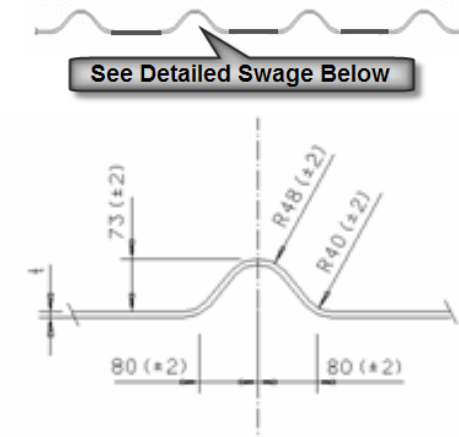 See Detailed Swage Below
73 (±2)
R48 (±2)
R40 (±2)
t
80 (±2)
80 (±2)